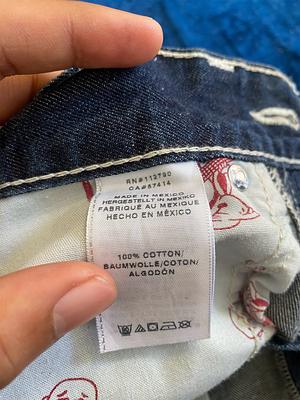 RN#112790
CA#57414
MADE IN MEXICO
HERGESTELLT IN MEXIKO
FABRIQUÉ AU MEXIQUE
HECHO EN MÉXICO
100% COTTON/
BAUMWOLLE/COTON/
ALGODÓN